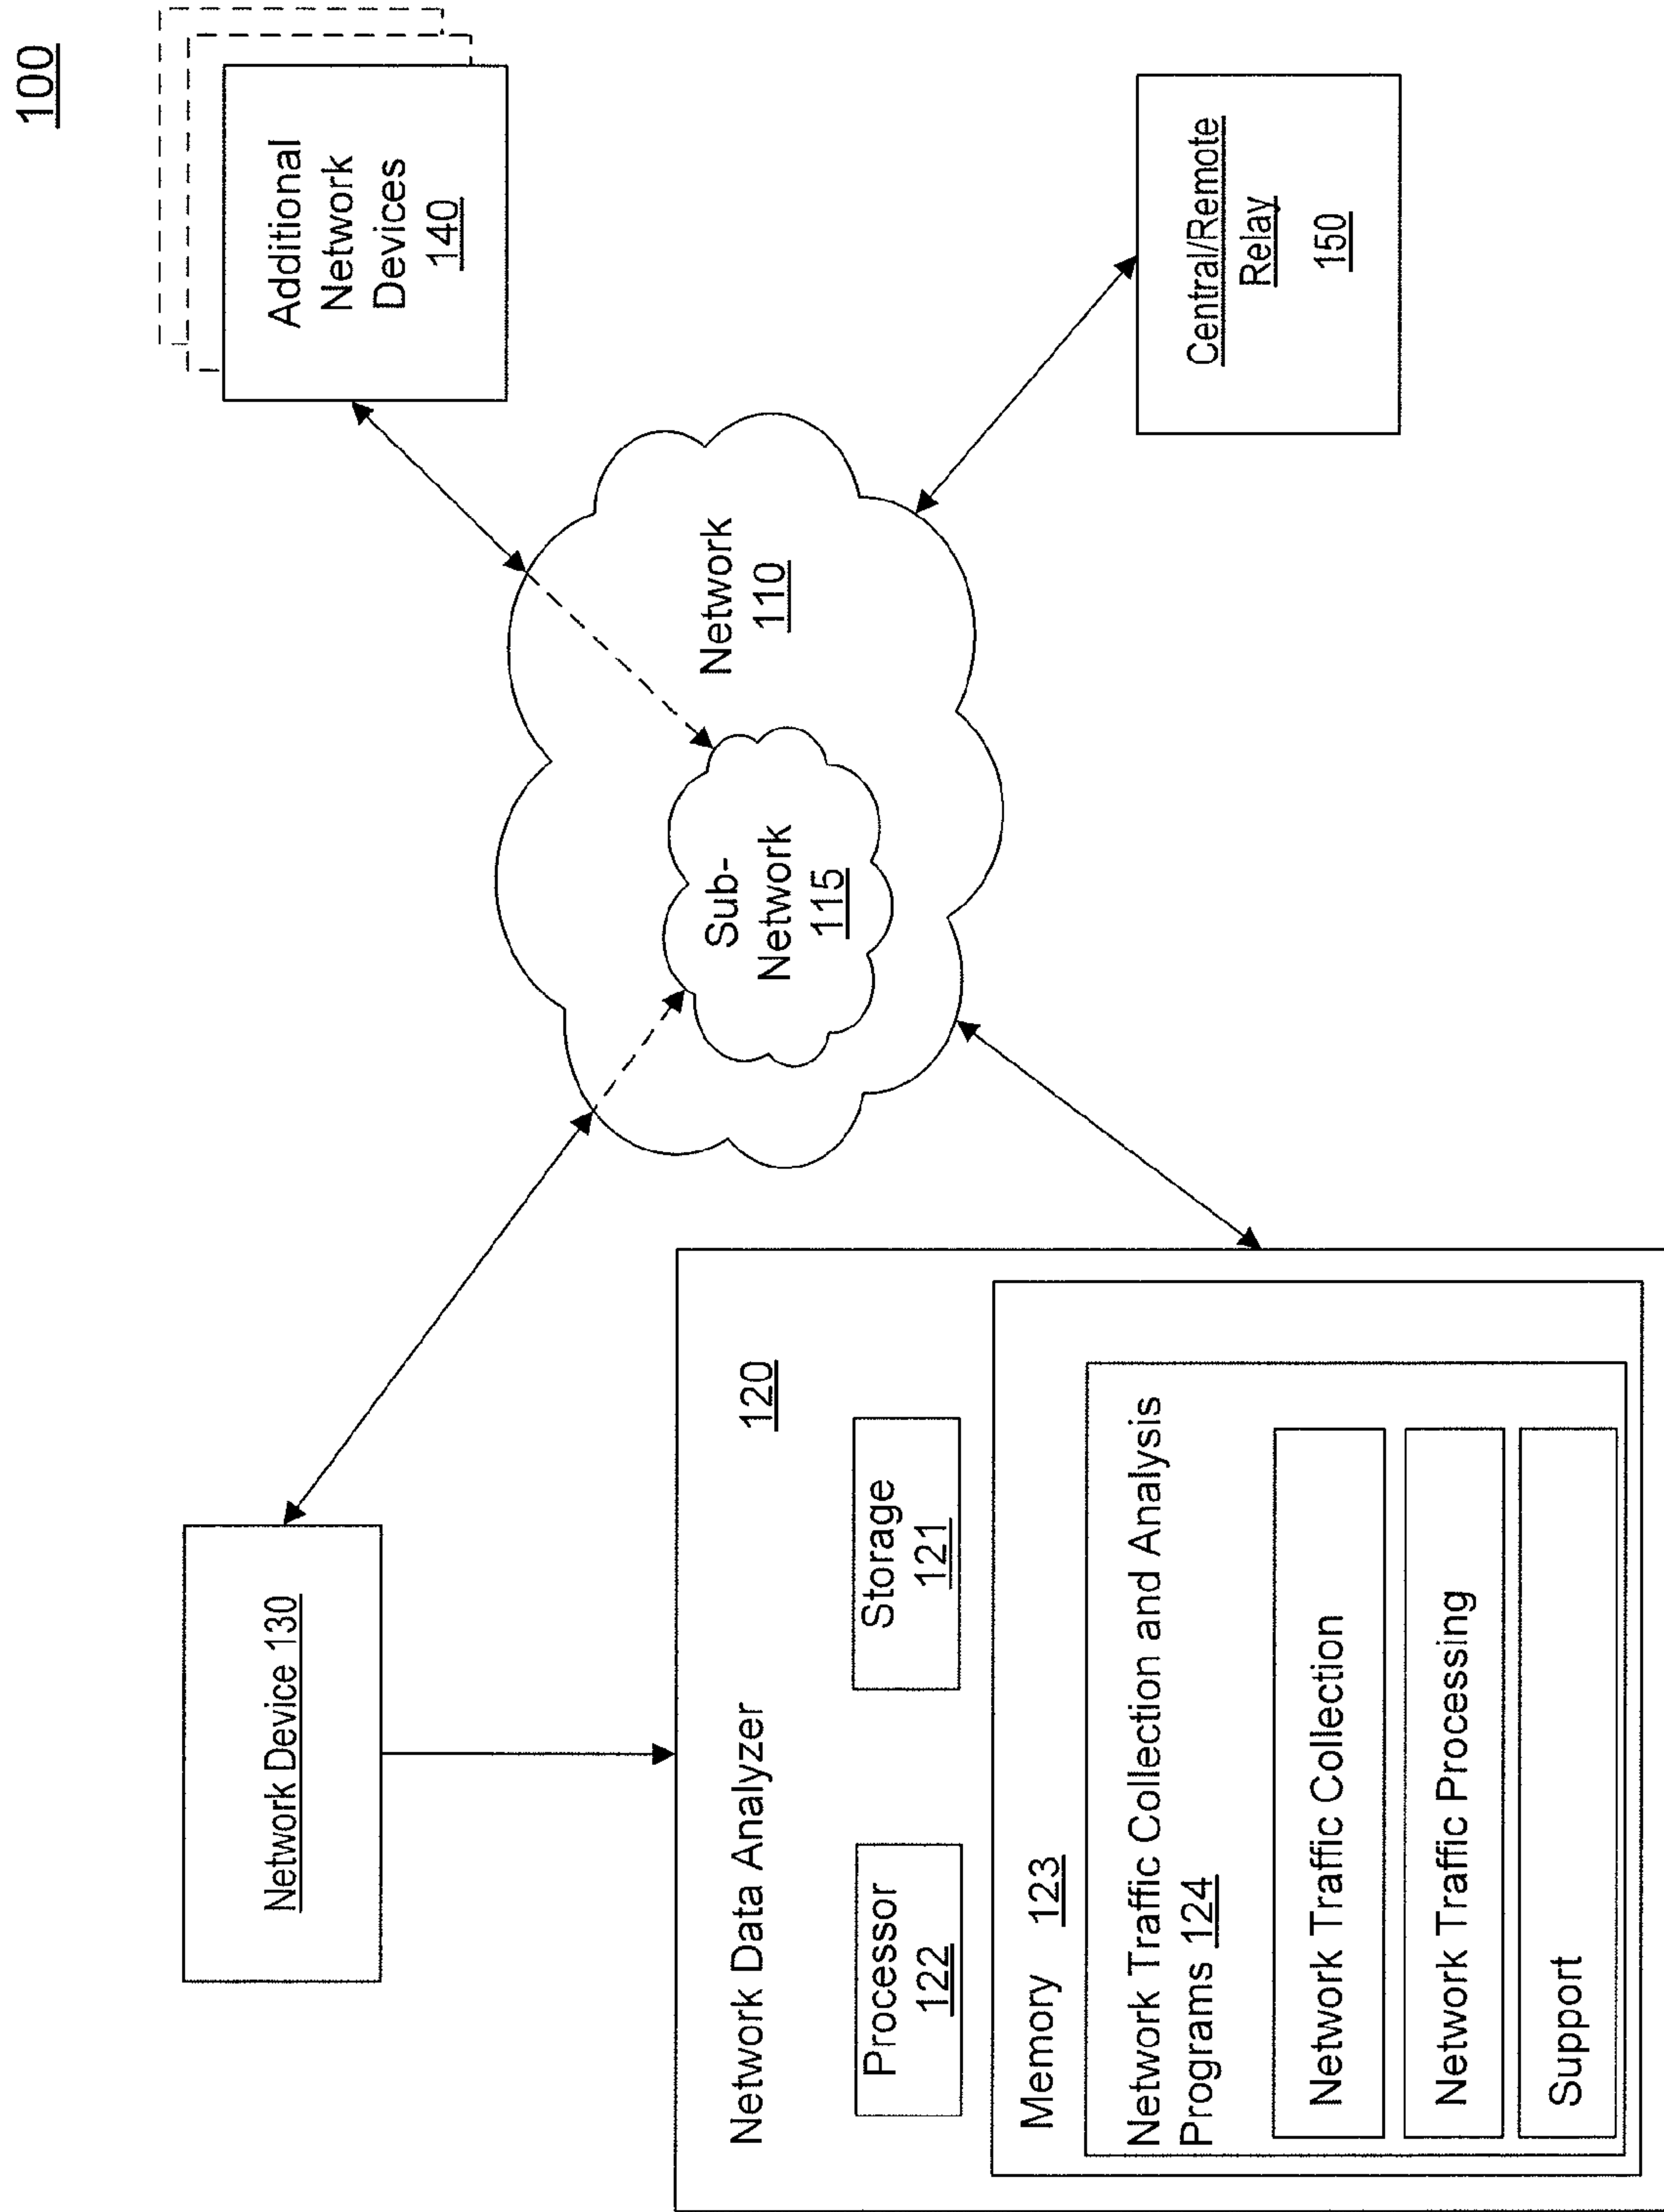 100
Network Device 130
Additional
Network
Devices
140
Network
110
Sub-
Network
115
Network Data Analyzer
120
Processor
122
Storage
121
Memory 123
Network Traffic Collection and Analysis
Programs 124
Network Traffic Collection
Network Traffic Processing
Support
Central/Remote
Relay
150